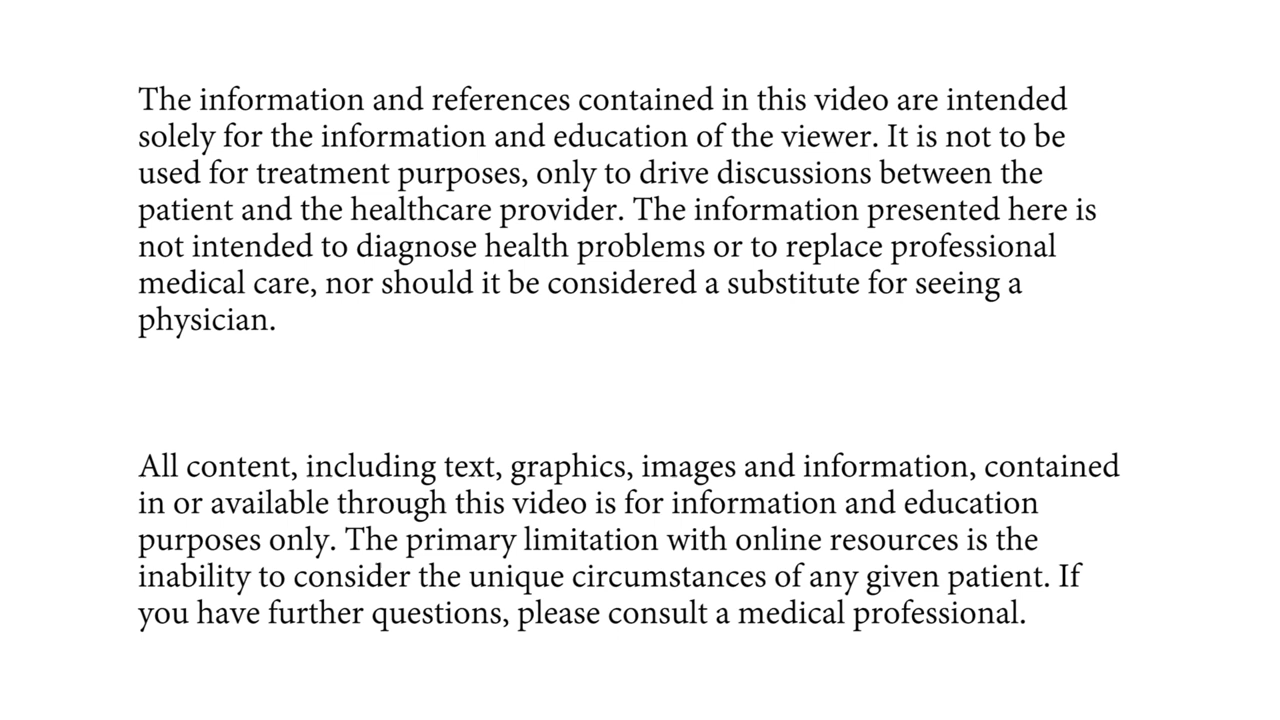 The information and references contained in this video are intended
solely for the information and education of the viewer. It is not to be
used for treatment purposes, only to drive discussions between the
patient and the healthcare provider. The information presented here is
not intended to diagnose health problems or to replace professional
medical care, nor should it be considered a substitute for seeing a
physician.
All content, including text, graphics, images and information, contained
in or available through this video is for information and education
purposes only. The primary limitation with online resources is the
inability to consider the unique circumstances of any given patient. If
you have further questions, please consult a medical professional.